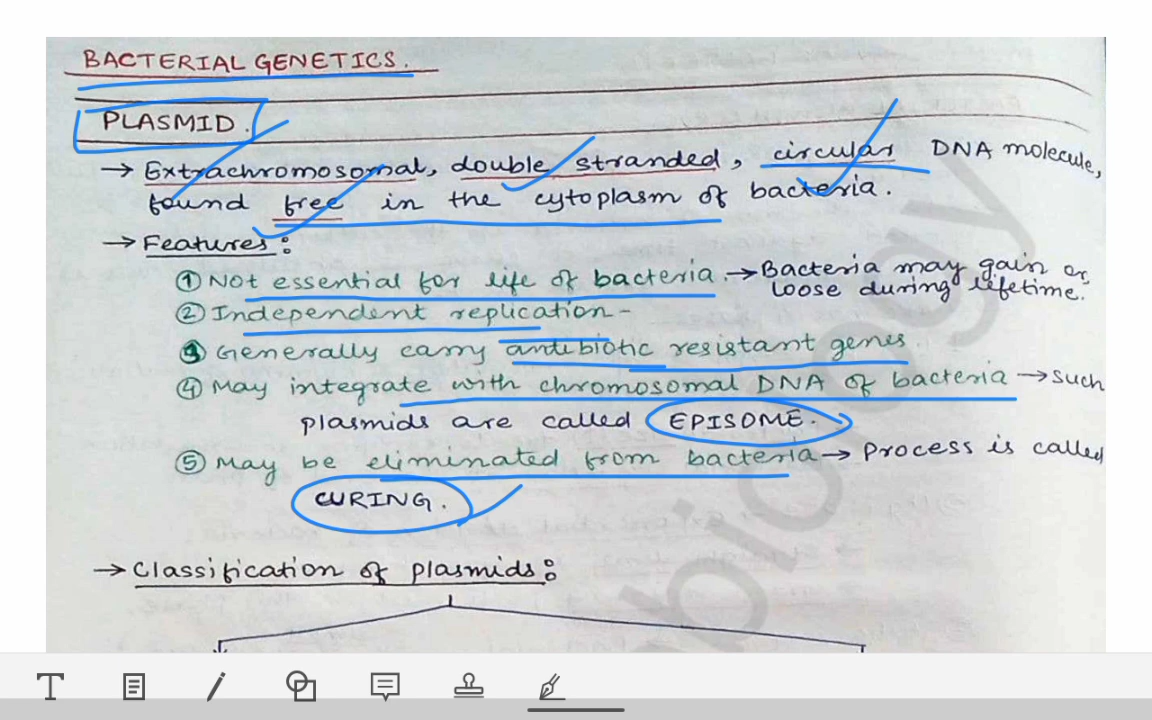 BACTERIAL GENETICS.
PLASMID.
→ Extrachromosomal, double stranded, circular DNA molecule,
found free in the cytoplasm of bacteria.
→ Features:
① Not essential for life of bacteria. → Bacteria may gain or
loose during lifetime.
② Independent replication-
③ Generally carry antibiotic resistant genes.
④ May integrate with chromosomal DNA of bacteria → such
plasmids are called EPISOME.
⑤ May be eliminated from bacteria → Process is called
CURING.
→ Classification of plasmids:
biology
T